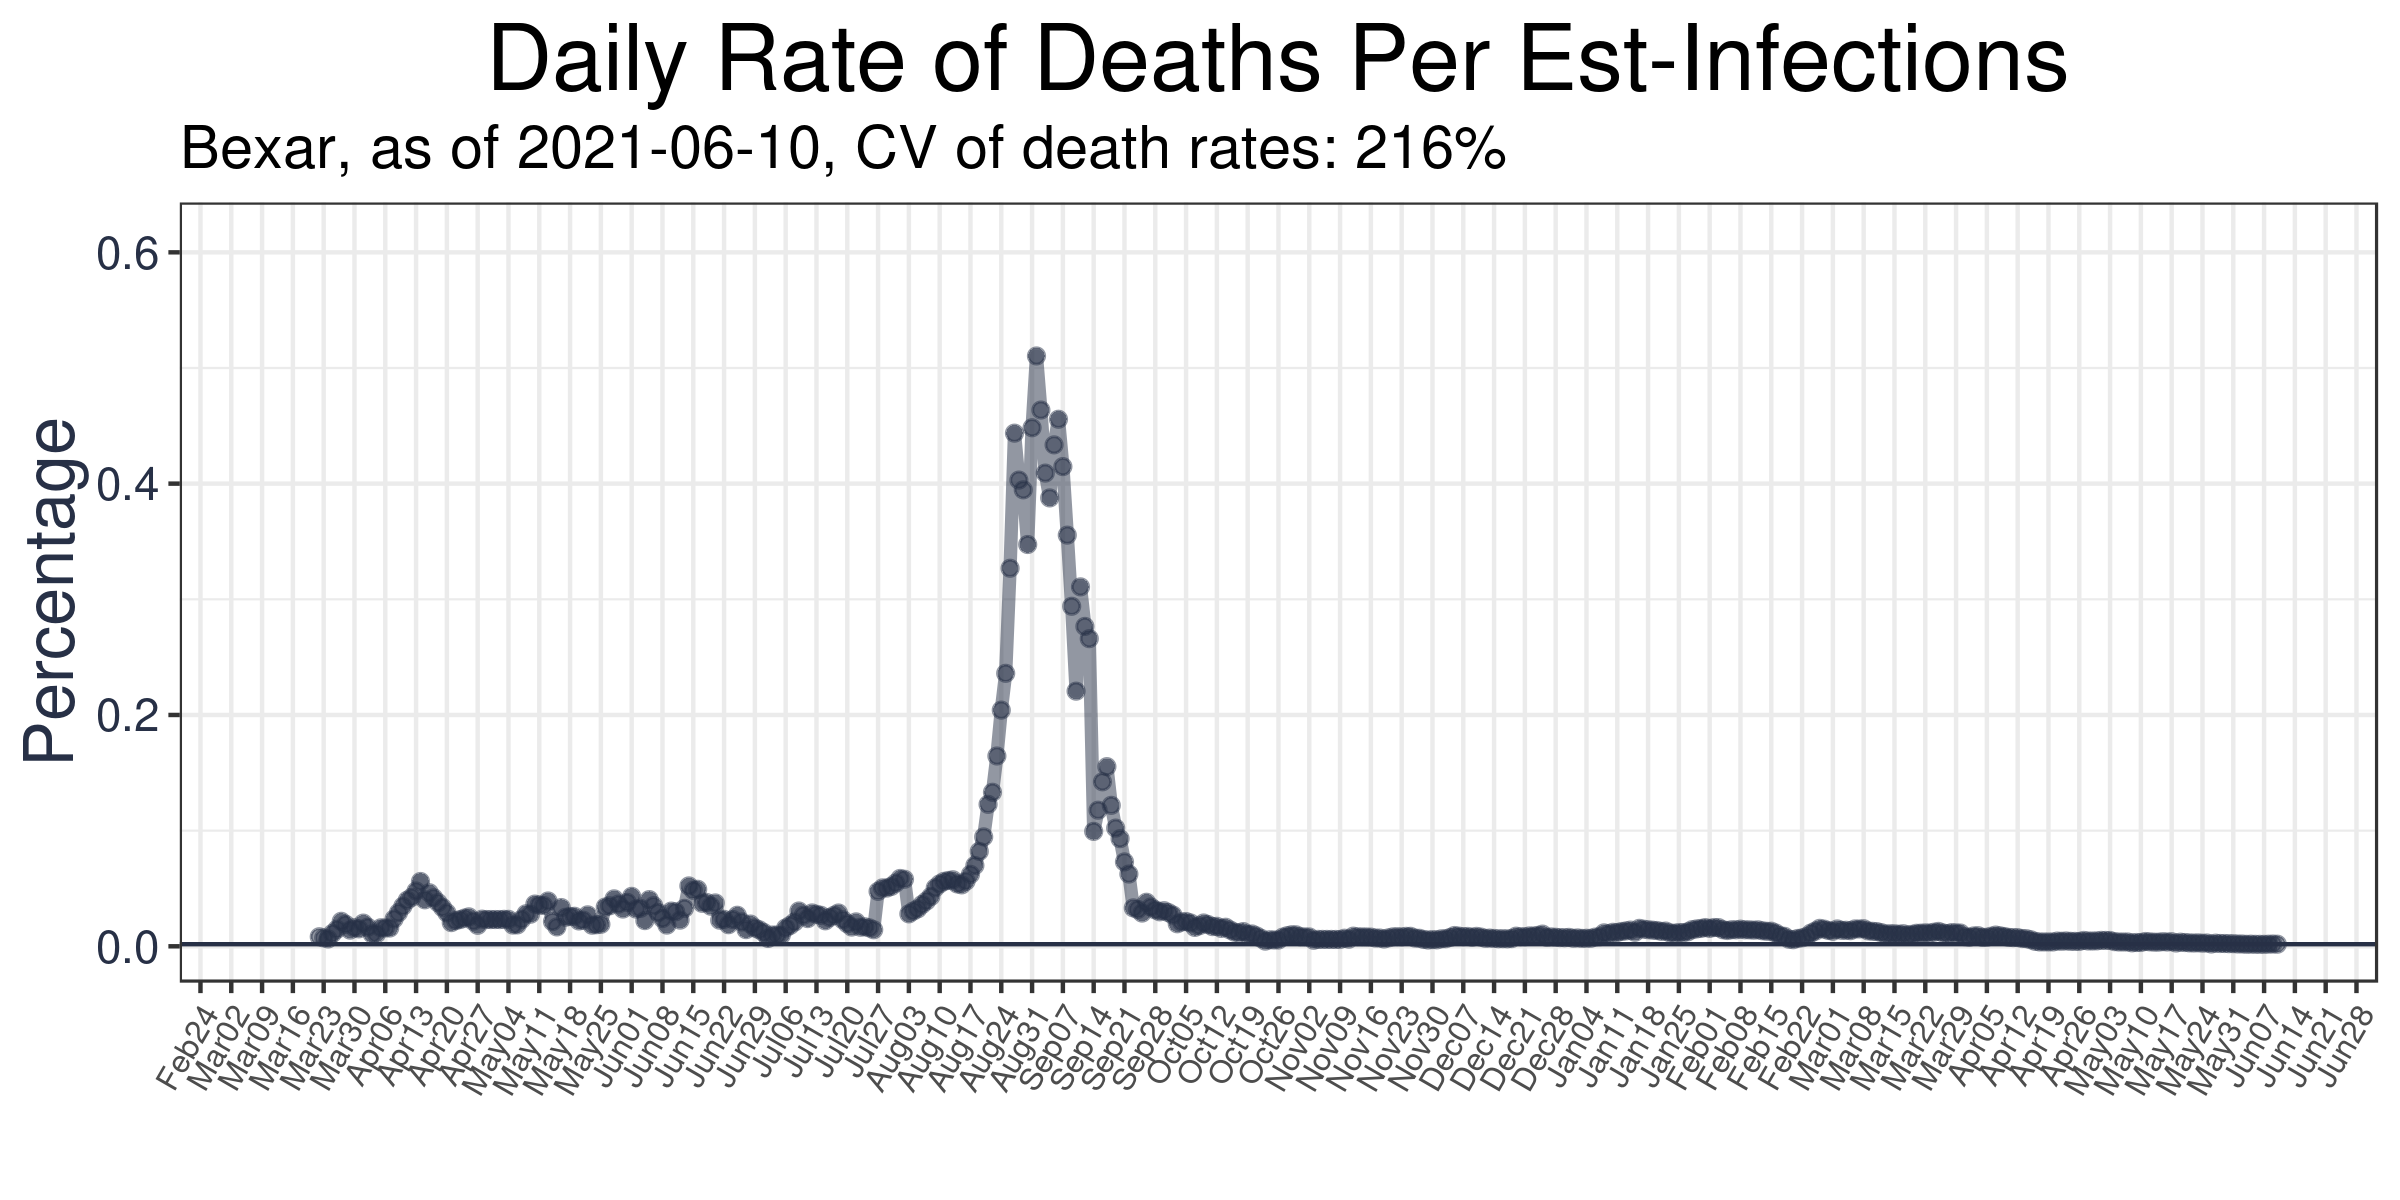 Daily Rate of Deaths Per Est-Infections
Bexar, as of 2021-06-10, CV of death rates: 216%
Percentage
0.6
0.4
0.2
0.0
Feb24
Mar02
Mar09
Mar16
Mar23
Mar30
Apr06
Apr13
Apr20
Apr27
May04
May11
May18
May25
Jun01
Jun08
Jun15
Jun22
Jun29
Jul06
Jul13
Jul20
Jul27
Aug03
Aug10
Aug17
Aug24
Aug31
Sep07
Sep14
Sep21
Sep28
Oct05
Oct12
Oct19
Oct26
Nov02
Nov09
Nov16
Nov23
Nov30
Dec07
Dec14
Dec21
Dec28
Jan04
Jan11
Jan18
Jan25
Feb01
Feb08
Feb15
Feb22
Mar01
Mar08
Mar15
Mar22
Mar29
Apr05
Apr12
Apr19
Apr26
May03
May10
May17
May24
May31
Jun07
Jun14
Jun21
Jun28